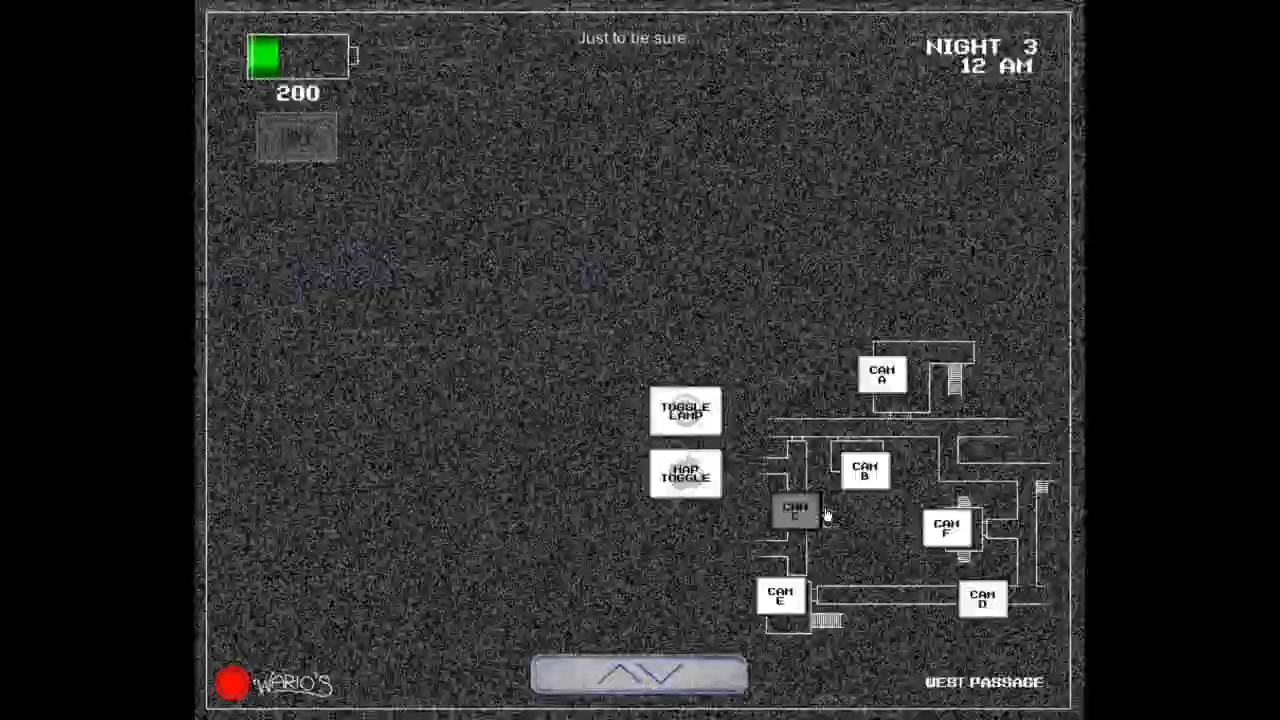 Just to be sure...
NIGHT 3
12 AM
200
CAM
A
TOGGLE
LAMP
MAP
TOGGLE
CAM
B
CAM
C
CAM
F
CAM
E
CAM
D
WARIO'S
WEST PASSAGE